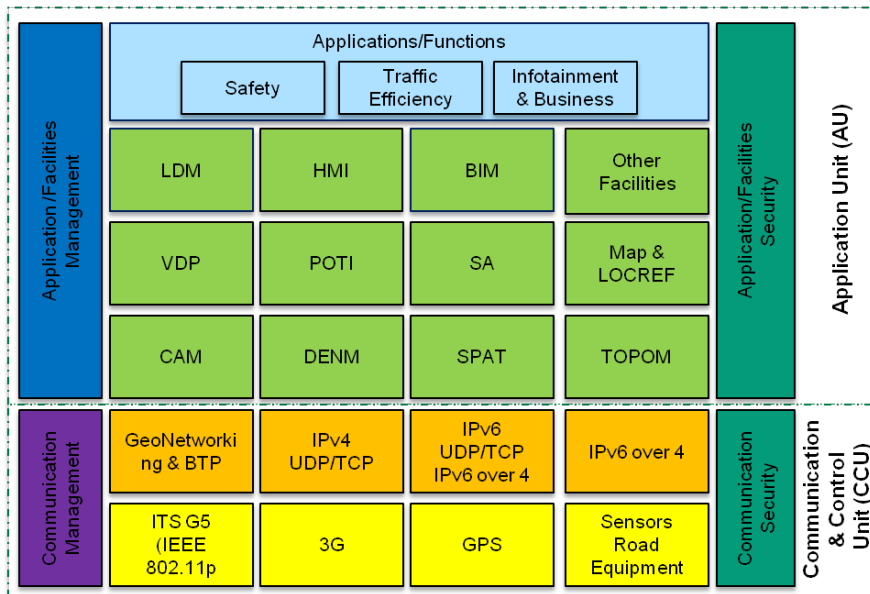 Applications/Functions
Safety
Traffic
Efficiency
Infotainment
& Business
LDM
HMI
BIM
Other
Facilities
VDP
POTI
SA
Map &
LOCREF
CAM
DENM
SPAT
TOPOM
Application /Facilities
Management
Application/Facilities
Security
Application Unit (AU)
GeoNetworki
ng & BTP
IPv4
UDP/TCP
IPv6
UDP/TCP
IPv6 over 4
IPv6 over 4
ITS G5
(IEEE
802.11p
3G
GPS
Sensors
Road
Equipment
Communication
Management
Communication
Security
Communication
& Control
Unit (CCU)